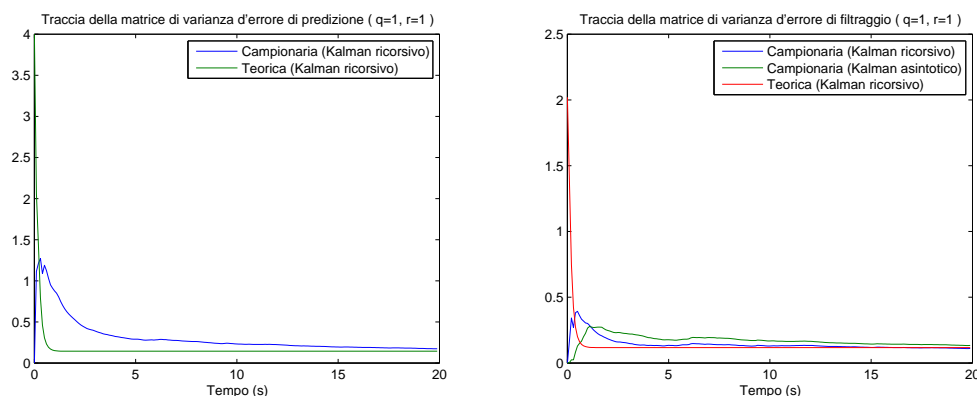 Traccia della matrice di varianza d'errore di predizione ( q=1, r=1 )
4
3.5
3
2.5
2
1.5
1
0.5
0
0
5
10
15
20
Tempo (s)
Campionaria (Kalman ricorsivo)
Teorica (Kalman ricorsivo)
Traccia della matrice di varianza d'errore di filtraggio ( q=1, r=1 )
2.5
2
1.5
1
0.5
0
0
5
10
15
20
Tempo (s)
Campionaria (Kalman ricorsivo)
Campionaria (Kalman asintotico)
Teorica (Kalman ricorsivo)